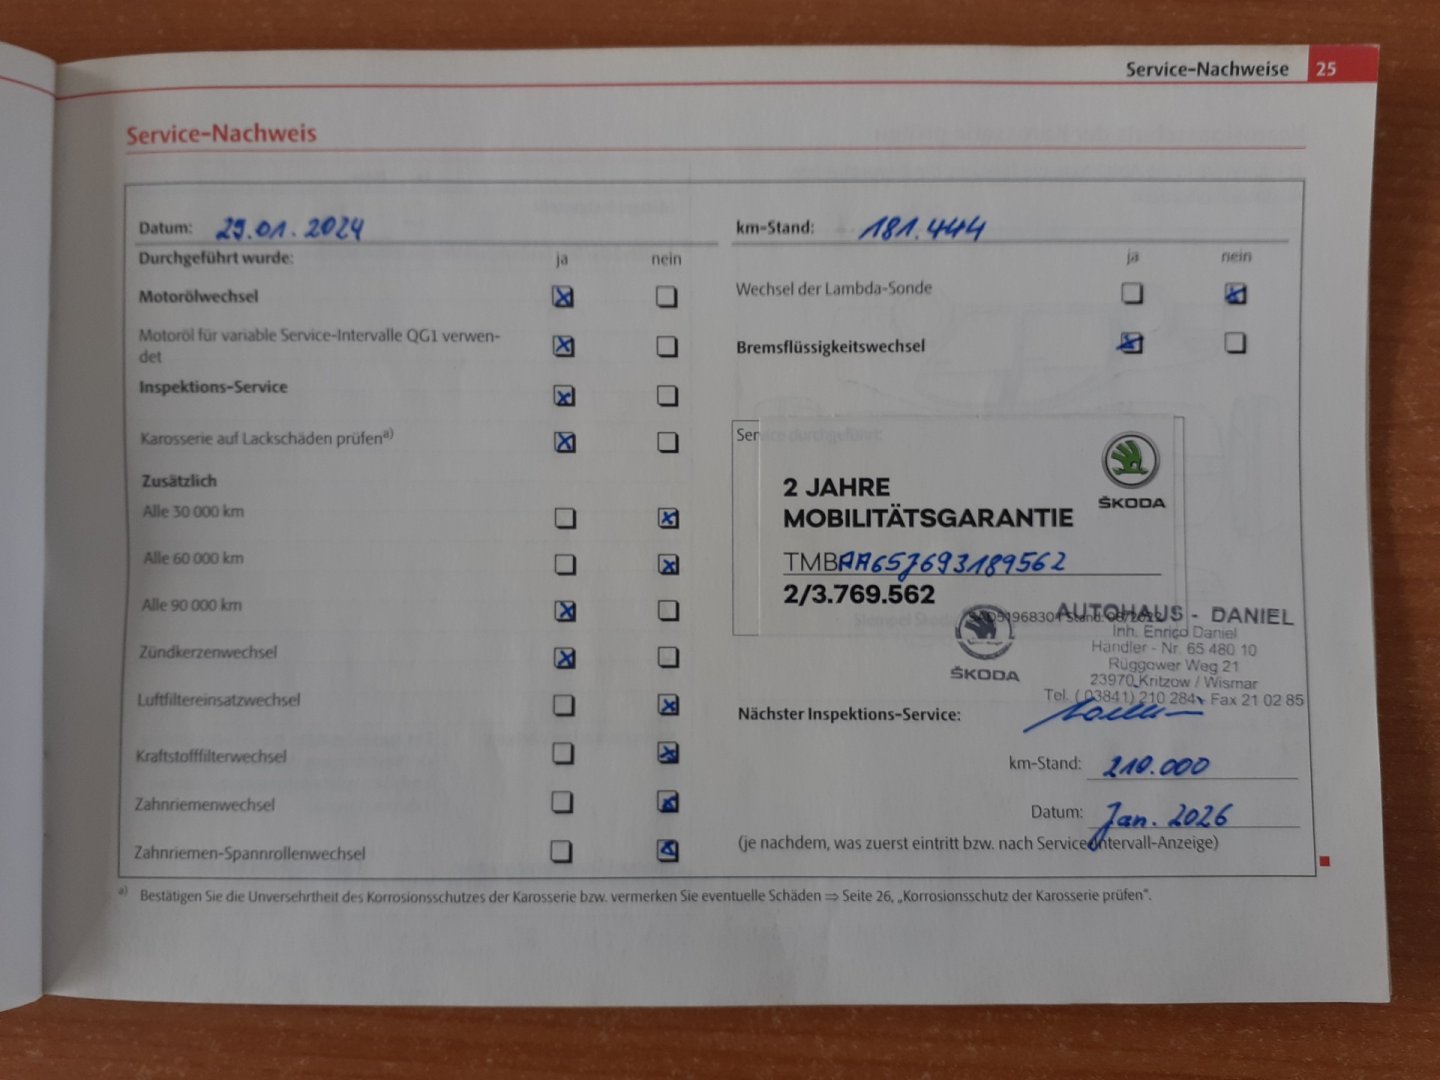 Service-Nachweise 25
Service-Nachweis
Datum: 29.01.2024
Durchgeführt wurde: ja nein
Motorölwechsel
Motoröl für variable Service-Intervalle QG1 verwen-
det
Inspektions-Service
Karosserie auf Lackschäden prüfen a)
Zusätzlich
Alle 30 000 km
Alle 60 000 km
Alle 90 000 km
Zündkerzenwechsel
Luftfiltereinsatzwechsel
Kraftstofffilterwechsel
Zahnriemenwechsel
Zahnriemen-Spannrollenwechsel
km-Stand: 181.444
ja nein
Wechsel der Lambda-Sonde
Bremsflüssigkeitswechsel
Service durchgeführt:
2 JAHRE
MOBILITÄTSGARANTIE
ŠKODA
TMBAA65J693189562
2/3.769.562
ŠKODA
AUTOHAUS - DANIEL
Inh. Enrico Daniel
Händler - Nr. 65 480 10
Rüggower Weg 21
23970 Kritzow / Wismar
Tel. (03841) 210 284 Fax 21 02 85
Nächster Inspektions-Service:
km-Stand: 210.000
Datum: Jan. 2026
(je nachdem, was zuerst eintritt bzw. nach Serviceintervall-Anzeige)
a) Bestätigen Sie die Unversehrtheit des Korrosionsschutzes der Karosserie bzw. vermerken Sie eventuelle Schäden ⇒ Seite 26, „Korrosionsschutz der Karosserie prüfen“.